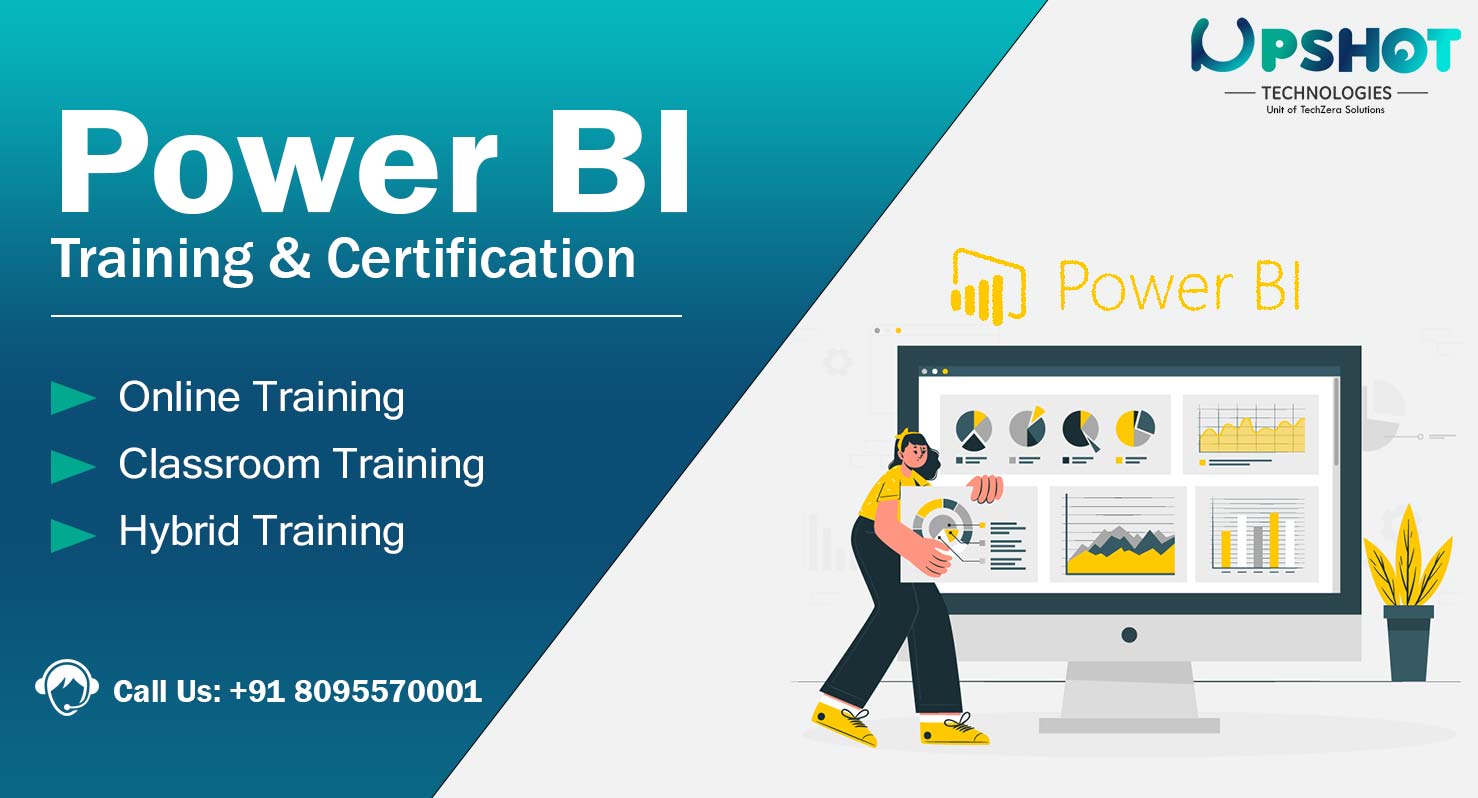 UPSHOT
TECHNOLOGIES
Unit of TechZera Solutions
Power BI
Training & Certification
Online Training
Classroom Training
Hybrid Training
Call Us: +91 8095570001
Power BI